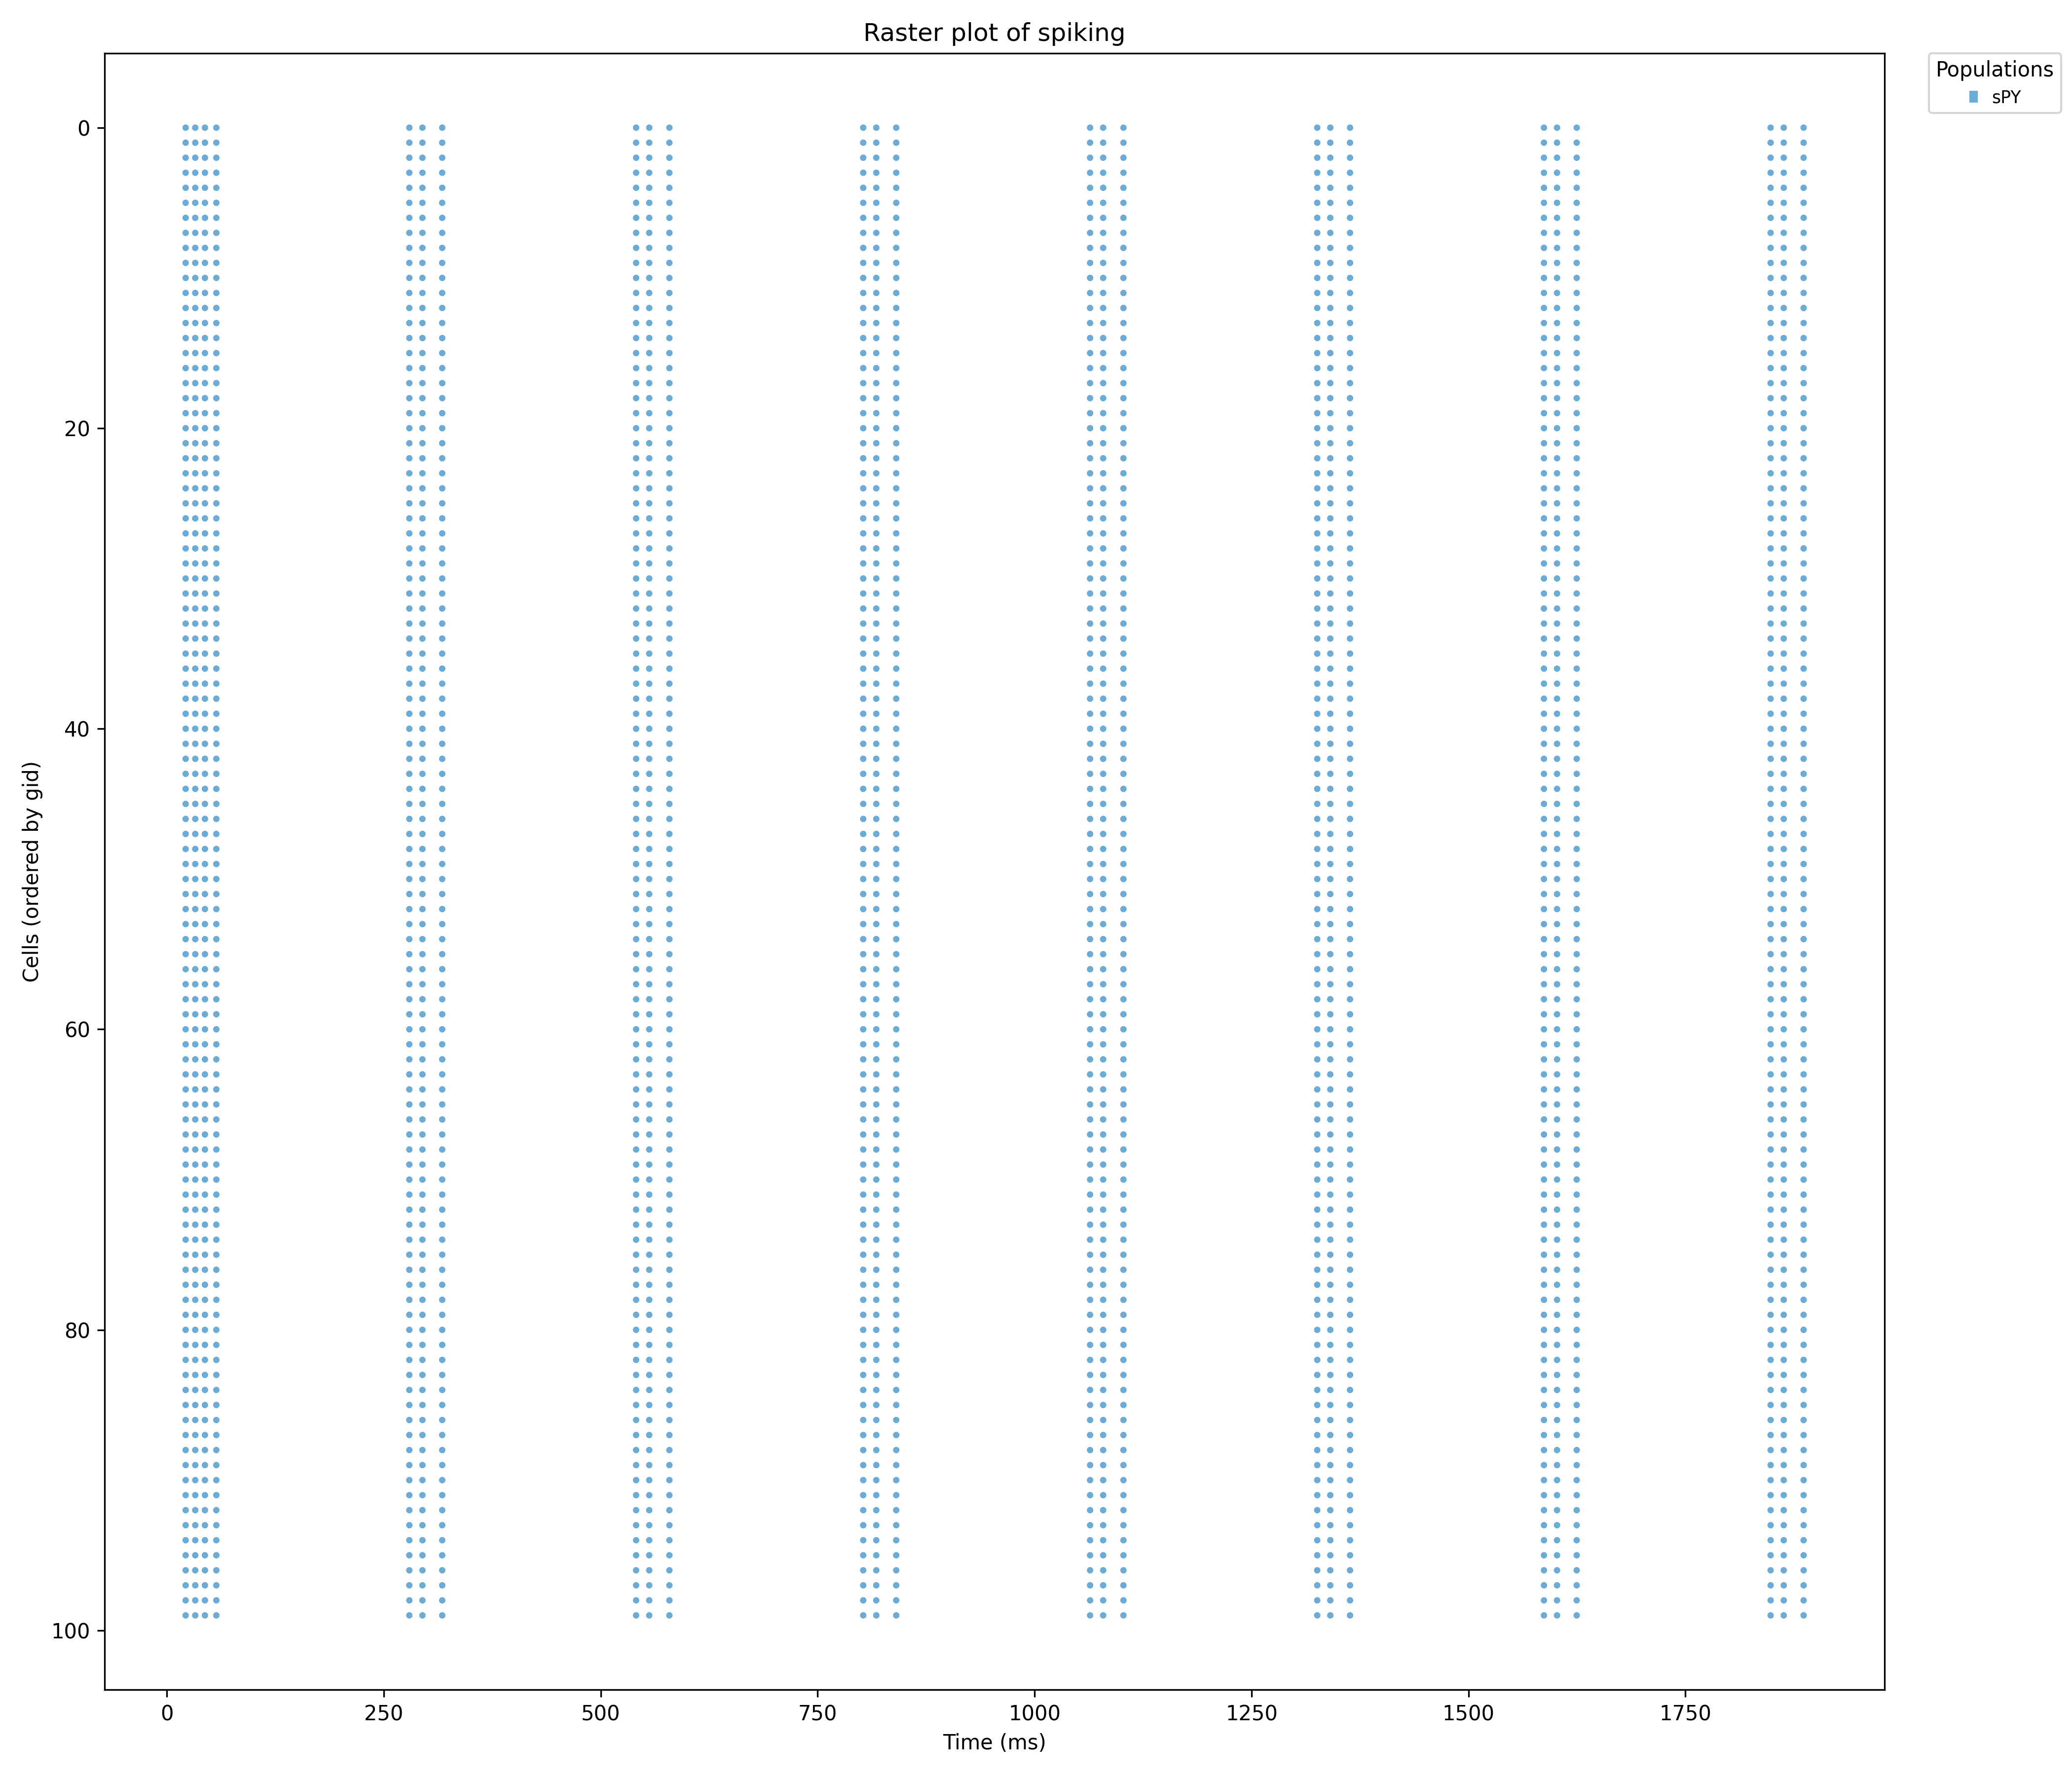 Raster plot of spiking
Populations
sPY
0
20
40
60
80
100
Cells (ordered by gid)
0 250 500 750 1000 1250 1500 1750
Time (ms)